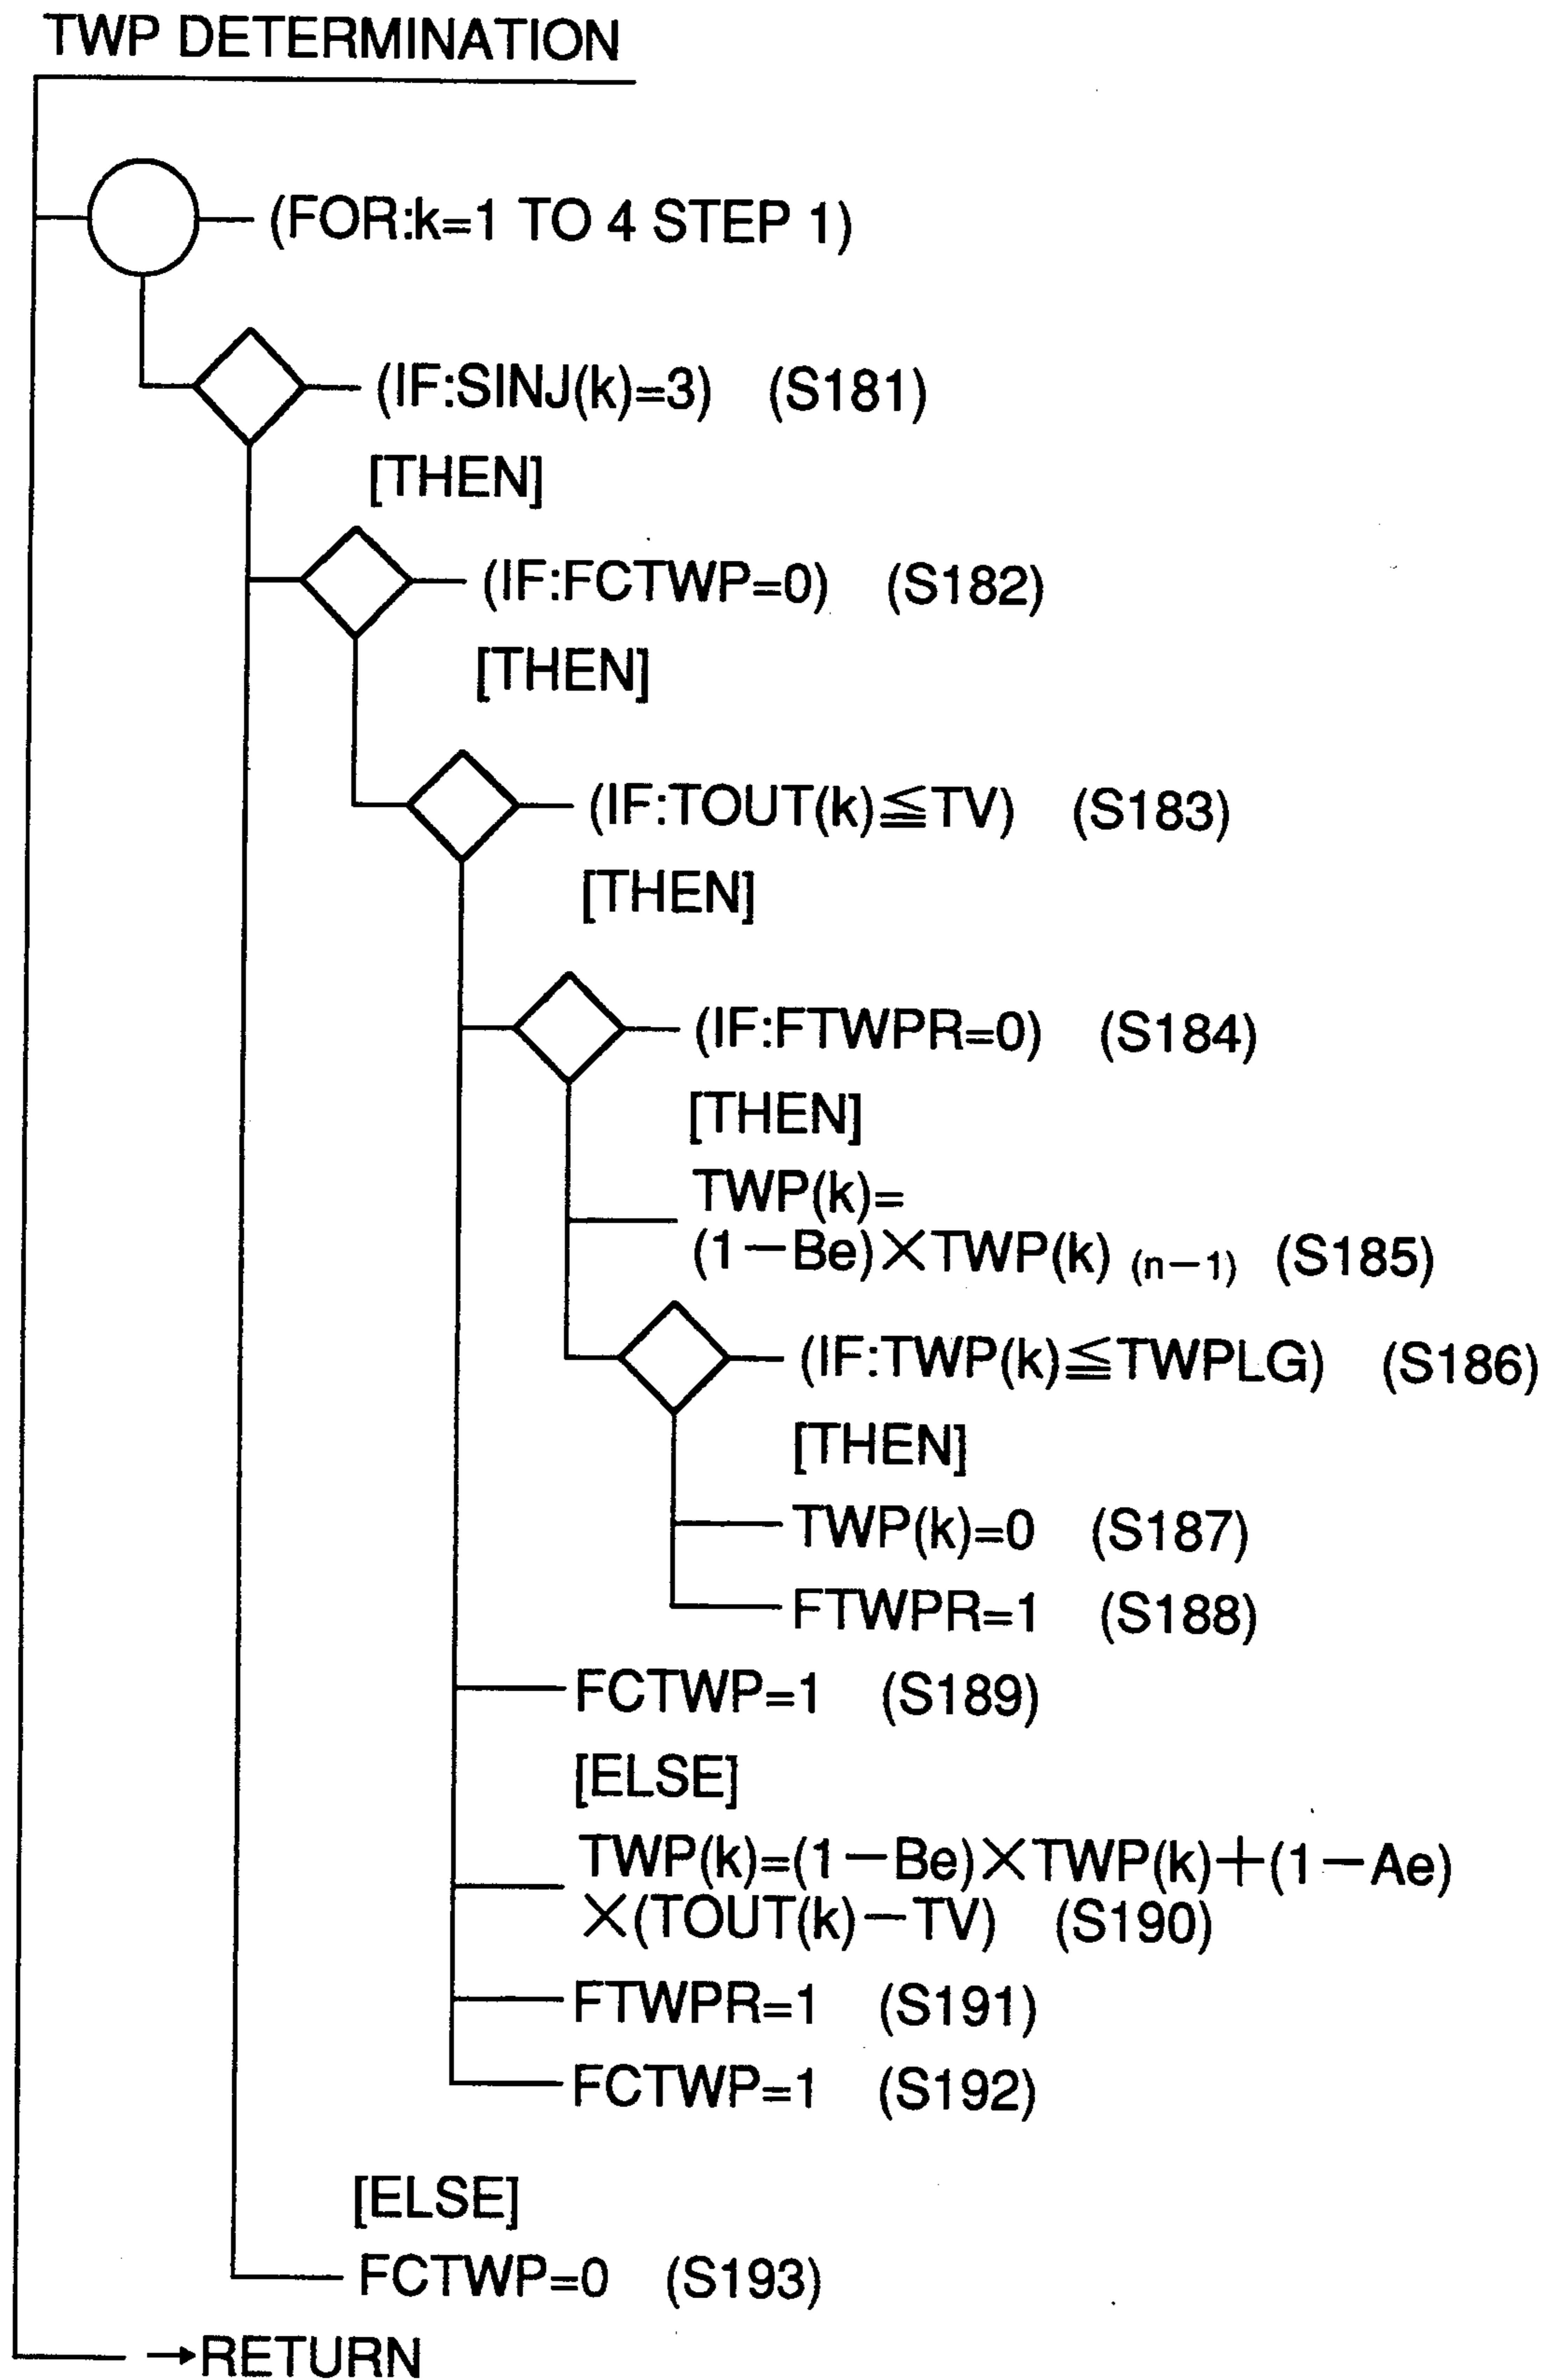 TWP DETERMINATION
(FOR:k=1 TO 4 STEP 1)
(IF:SINJ(k)=3) (S181)
[THEN]
(IF:FCTWP=0) (S182)
[THEN]
(IF:TOUT(k)≦TV) (S183)
[THEN]
(IF:FTWPR=0) (S184)
[THEN]
TWP(k)=
(1−Be)×TWP(k) (n−1) (S185)
(IF:TWP(k)≦TWPLG) (S186)
[THEN]
TWP(k)=0 (S187)
FTWPR=1 (S188)
FCTWP=1 (S189)
[ELSE]
TWP(k)=(1−Be)×TWP(k)+(1−Ae)
×(TOUT(k)−TV) (S190)
FTWPR=1 (S191)
FCTWP=1 (S192)
[ELSE]
FCTWP=0 (S193)
→RETURN